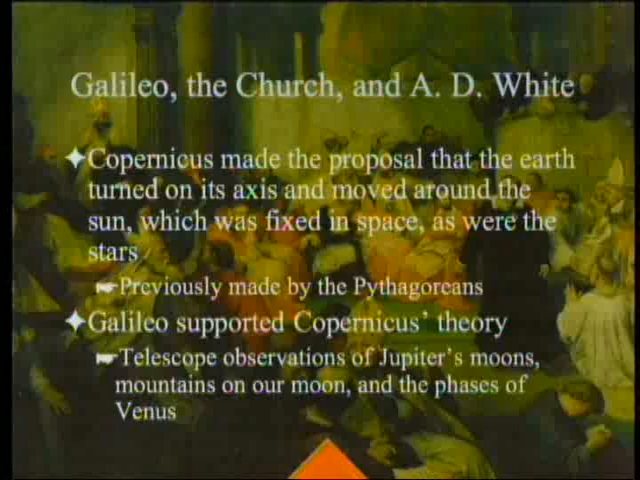 Galileo, the Church, and A. D. White
Copernicus made the proposal that the earth
turned on its axis and moved around the
sun, which was fixed in space, as were the
stars
Previously made by the Pythagoreans
Galileo supported Copernicus' theory
Telescope observations of Jupiter's moons,
mountains on our moon, and the phases of
Venus